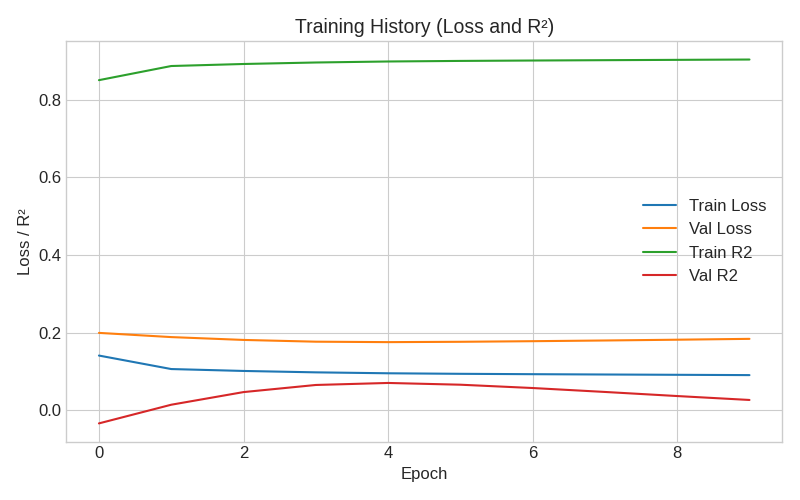 Training History (Loss and R²)
Loss / R²
0.8
0.6
0.4
0.2
0.0
Train Loss
Val Loss
Train R2
Val R2
0 2 4 6 8
Epoch